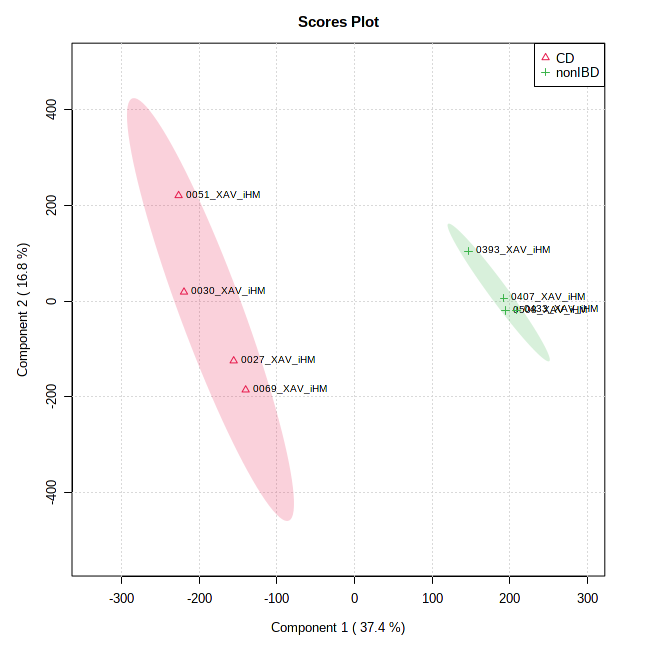 Scores Plot
CD
nonIBD
400
200
0
-200
-400
Component 2 ( 16.8 %)
0051_XAV_iHM
0393_XAV_iHM
0030_XAV_iHM
0407_XAV_iHM
0027_XAV_iHM
0069_XAV_iHM
-300
-200
-100
0
100
200
300
Component 1 ( 37.4 %)